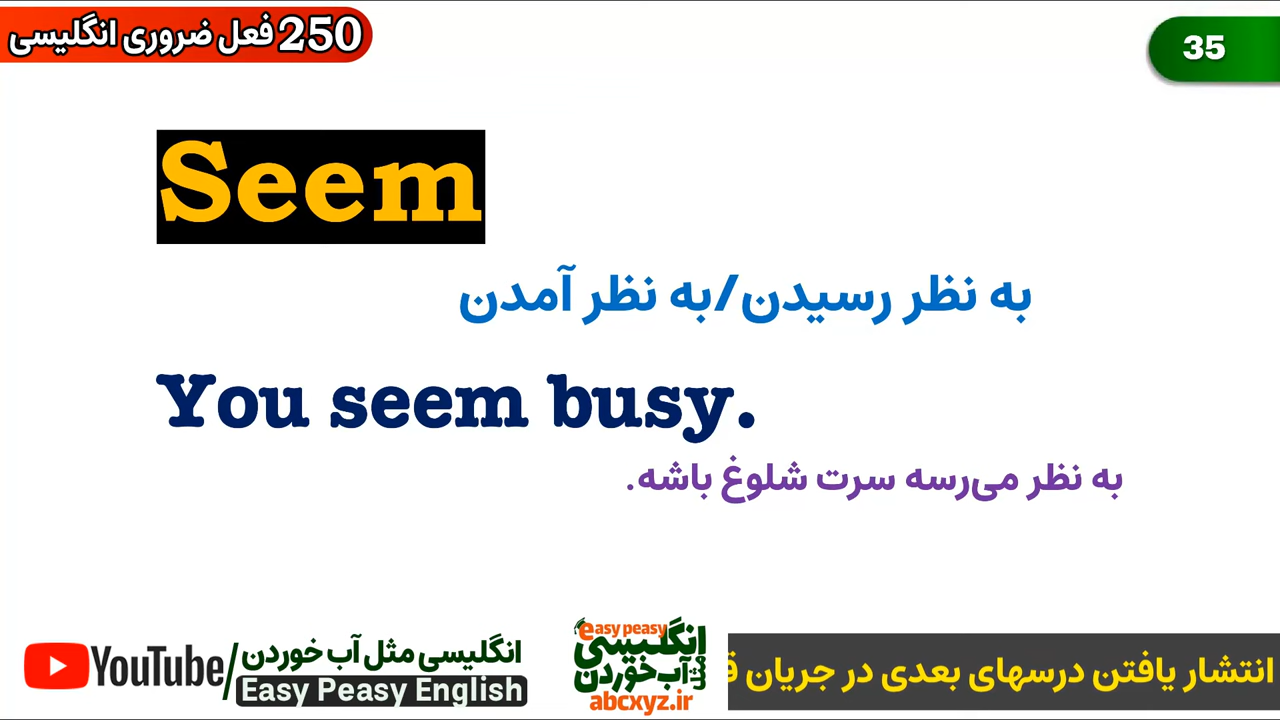 250 فعل ضروری انگلیسی
35
Seem
به نظر رسیدن/به نظر آمدن
You seem busy.
به نظر می‌رسه سرت شلوغ باشه.
YouTube/انگلیسی مثل آب خوردن
Easy Peasy English
easy peasy
انگلیسی
مثل آب خوردن
abcxyz.ir
انتشار یافتن درسهای بعدی در جریان